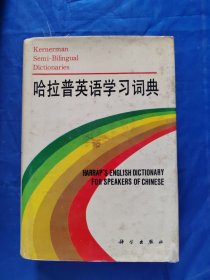 Kernerman
Semi-Bilingual
Dictionaries
哈拉普英语学习词典
HARRAP'S ENGLISH DICTIONARY
FOR SPEAKERS OF CHINESE
科学出版社